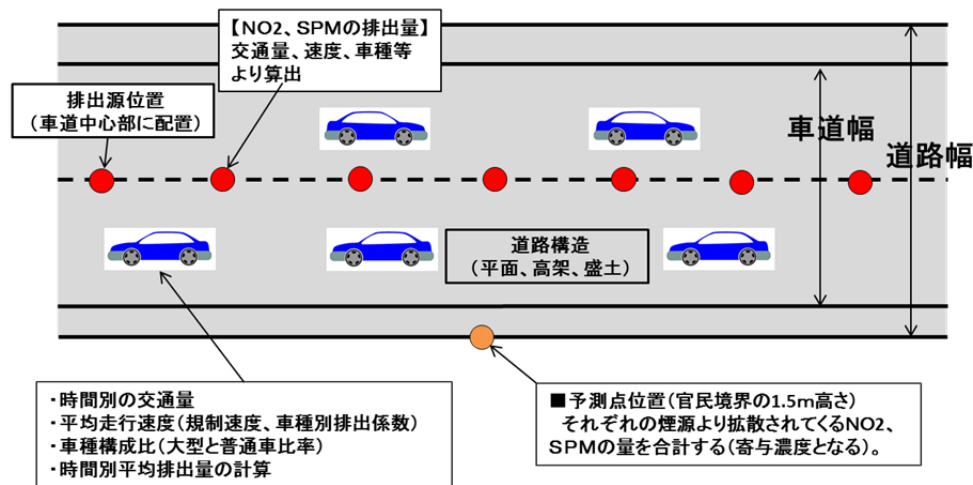 【NO2、SPMの排出量】
交通量、速度、車種等
より算出
排出源位置
(車道中心部に配置)
車道幅
道路幅
道路構造
(平面、高架、盛土)
・時間別の交通量
・平均走行速度(規制速度、車種別排出係数)
・車種構成比(大型と普通車比率)
・時間別平均排出量の計算
■予測点位置(官民境界の1.5m高さ)
それぞれの煙源より拡散されてくるNO2、
SPMの量を合計する(寄与濃度となる)。